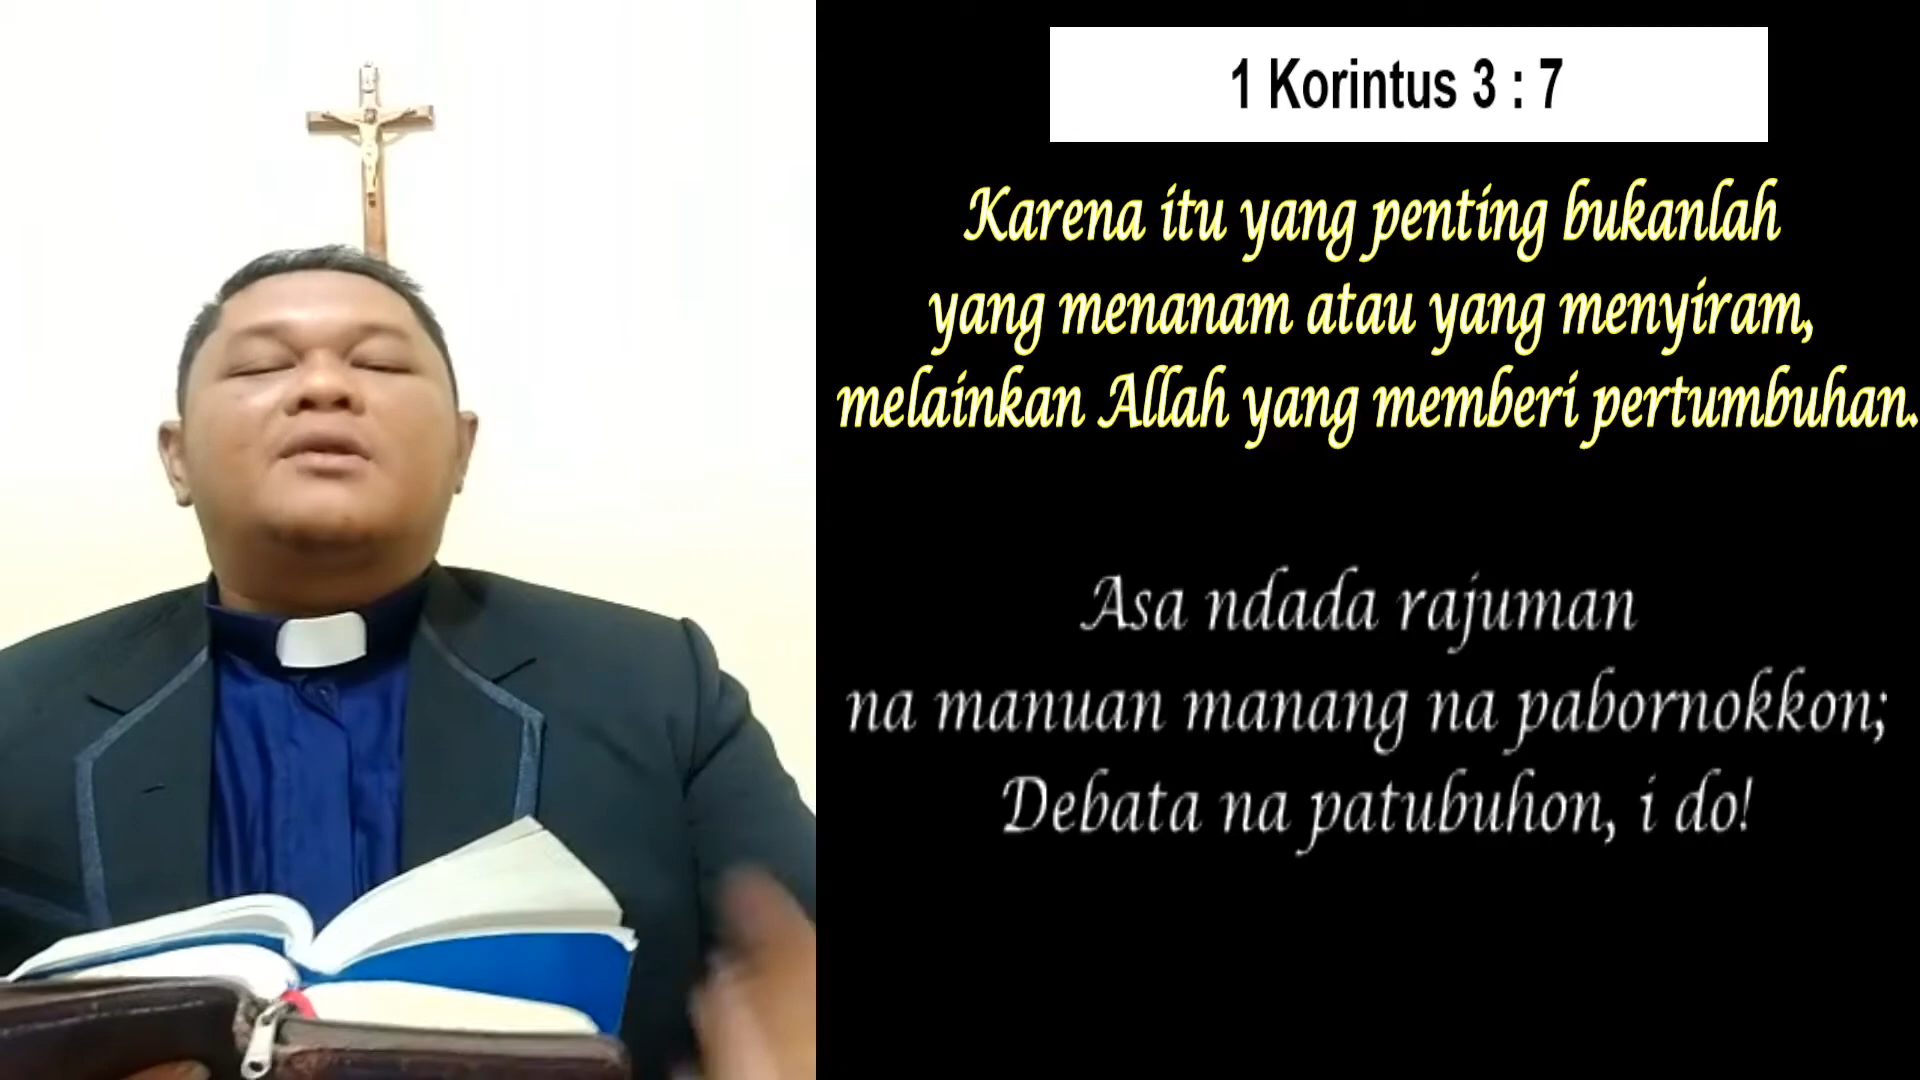 1 Korintus 3 : 7
Karena itu yang penting bukanlah
yang menanam atau yang menyiram,
melainkan Allah yang memberi pertumbuhan.
Asa ndada rajuman
na manuan manang na pabornokkon;
Debata na patubuhon, i do!